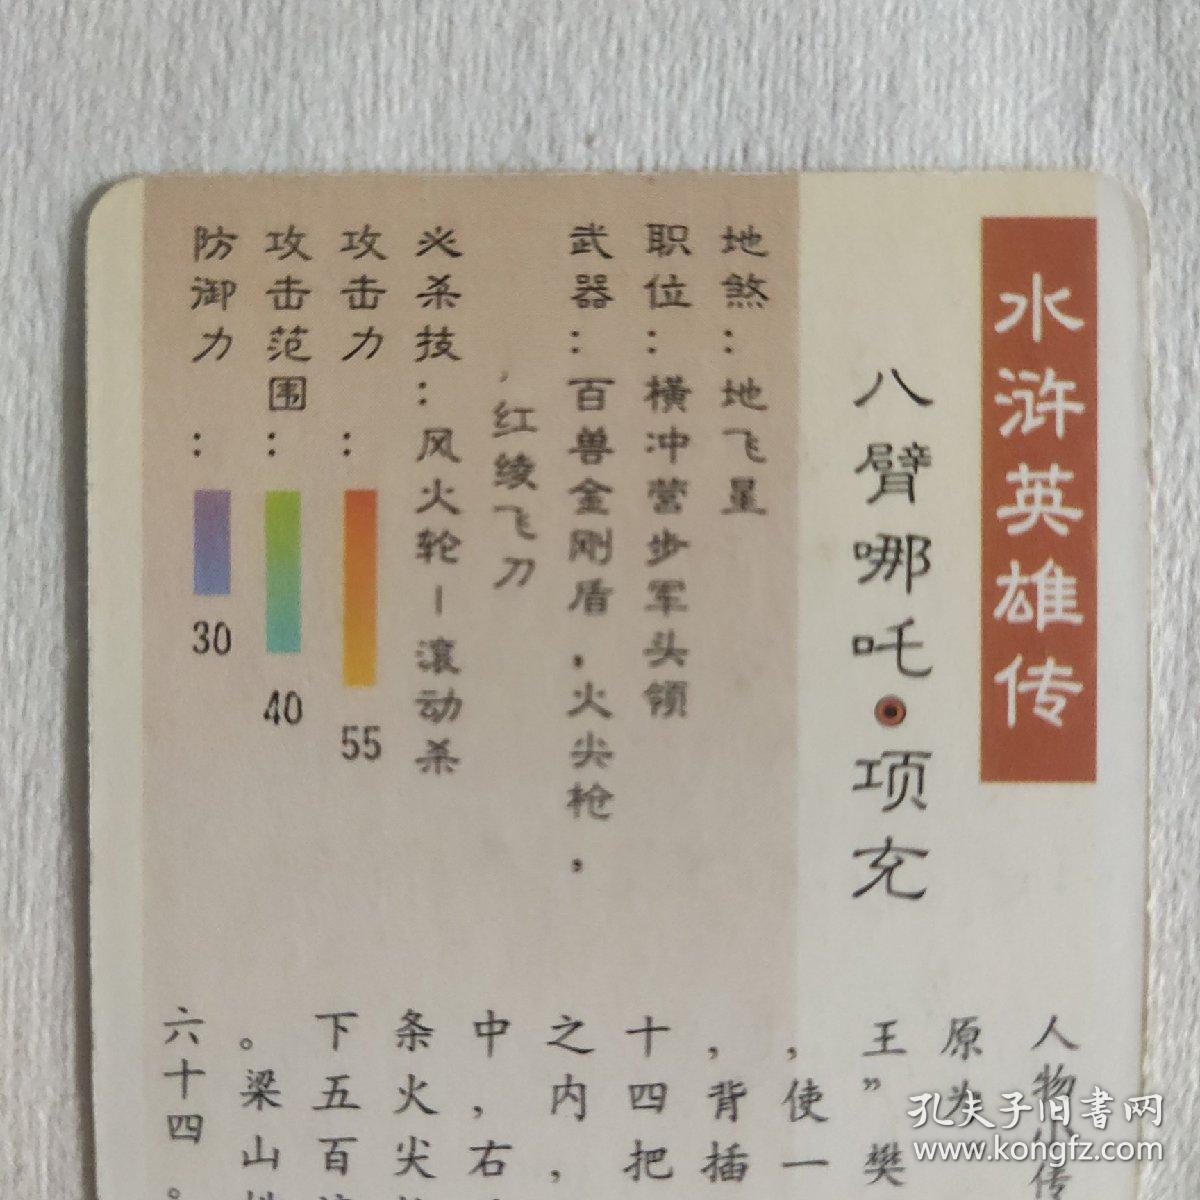 水浒英雄传
八臂哪吒·项充
地煞：地飞星
职位：横冲营步军头领
武器：百兽金刚盾，火尖枪，
，红绫飞刀
必杀技：风火轮－滚动杀
攻击力：55
攻击范围：40
防御力：30
人物小传
原为
王”樊
，使一
，背插
十四把
之内，
中，右
条火尖
下五百
。梁山
六十四。
孔夫子旧书网
www.kongfz.com